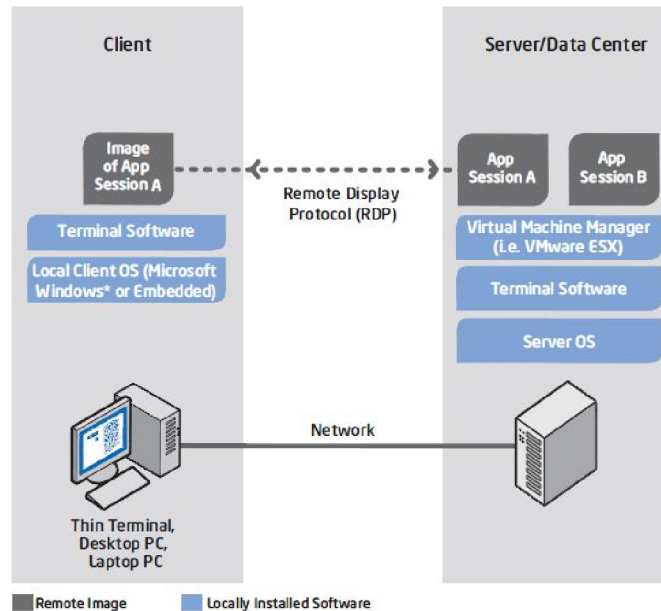 Client
Server/Data Center
Image
of App
Session A
App
Session A
App
Session B
Remote Display
Protocol (RDP)
Terminal Software
Local Client OS (Microsoft
Windows* or Embedded)
Virtual Machine Manager
(i.e. VMware ESX)
Terminal Software
Server OS
Network
Thin Terminal,
Desktop PC,
Laptop PC
Remote Image
Locally Installed Software